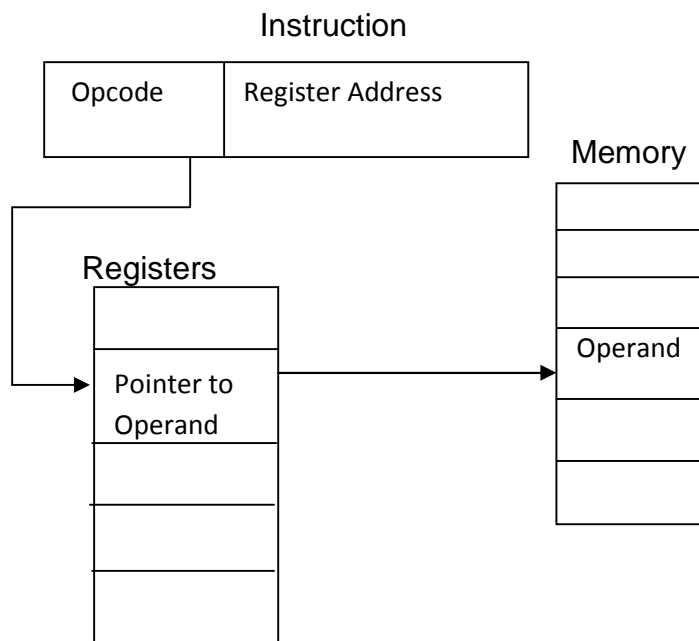 Instruction
Opcode
Register Address
Memory
Registers
Operand
Pointer to
Operand